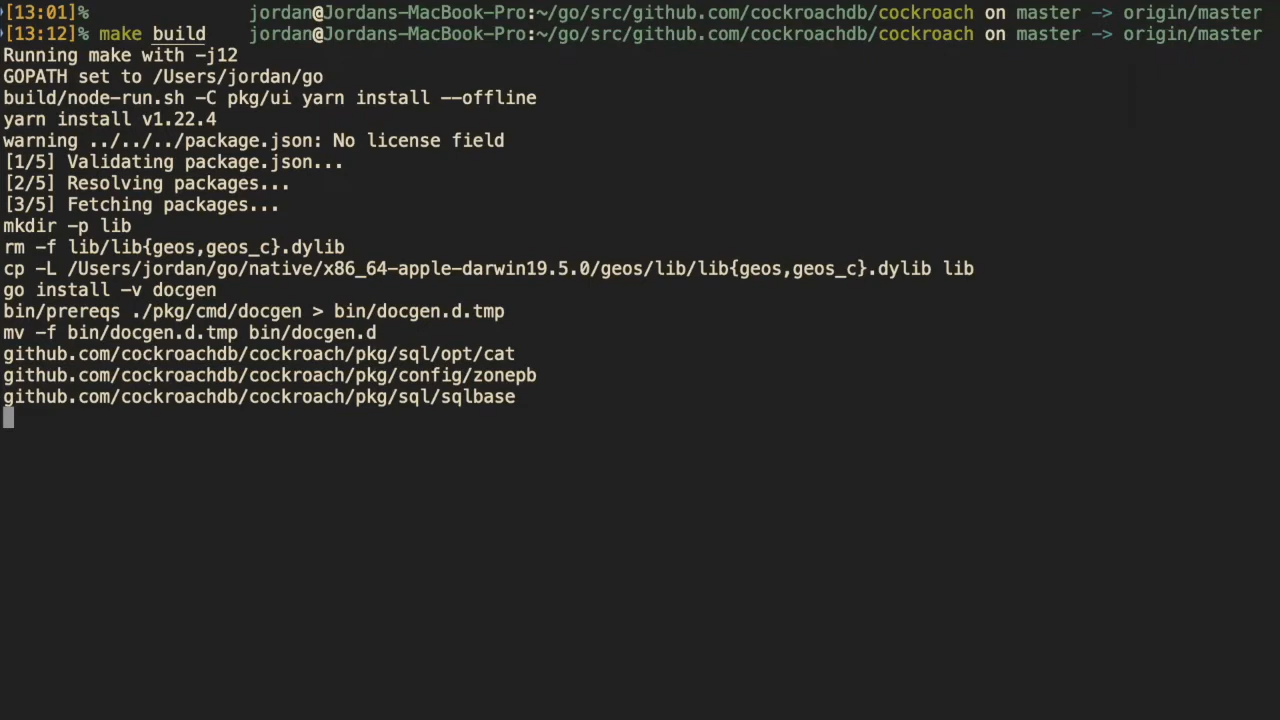 [13:01]% jordan@Jordans-MacBook-Pro:~/go/src/github.com/cockroachdb/cockroach on master -> origin/master
[13:12]% make build jordan@Jordans-MacBook-Pro:~/go/src/github.com/cockroachdb/cockroach on master -> origin/master
Running make with -j12
GOPATH set to /Users/jordan/go
build/node-run.sh -C pkg/ui yarn install --offline
yarn install v1.22.4
warning ../../../package.json: No license field
[1/5] Validating package.json...
[2/5] Resolving packages...
[3/5] Fetching packages...
mkdir -p lib
rm -f lib/lib{geos,geos_c}.dylib
cp -L /Users/jordan/go/native/x86_64-apple-darwin19.5.0/geos/lib/lib{geos,geos_c}.dylib lib
go install -v docgen
bin/prereqs ./pkg/cmd/docgen > bin/docgen.d.tmp
mv -f bin/docgen.d.tmp bin/docgen.d
github.com/cockroachdb/cockroach/pkg/sql/opt/cat
github.com/cockroachdb/cockroach/pkg/config/zonepb
github.com/cockroachdb/cockroach/pkg/sql/sqlbase